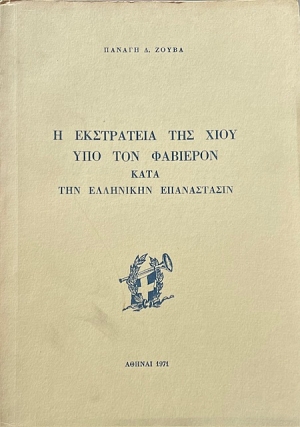 ΠΑΝΑΓΗ Δ. ΖΟΥΒΑ
Η ΕΚΣΤΡΑΤΕΙΑ ΤΗΣ ΧΙΟΥ
ΥΠΟ ΤΟΝ ΦΑΒΙΕΡΟΝ
ΚΑΤΑ
ΤΗΝ ΕΛΛΗΝΙΚΗΝ ΕΠΑΝΑΣΤΑΣΙΝ
ΑΘΗΝΑΙ 1971